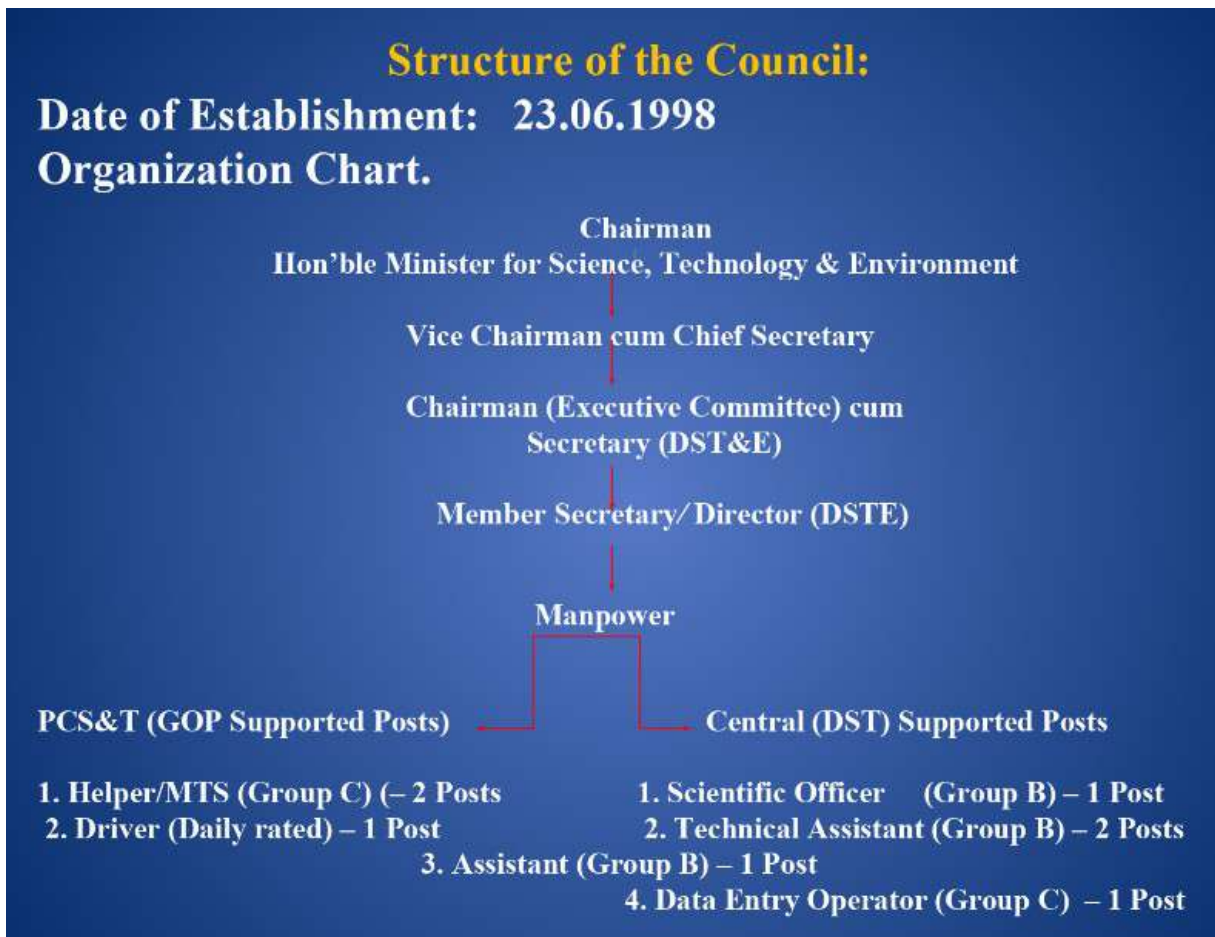 Structure of the Council:
Date of Establishment: 23.06.1998
Organization Chart.
Chairman
Hon'ble Minister for Science, Technology & Environment
Vice Chairman cum Chief Secretary
Chairman (Executive Committee) cum
Secretary (DST&E)
Member Secretary/Director (DSTE)
Manpower
PCS&T (GOP Supported Posts)
Central (DST) Supported Posts
1. Helper/MTS (Group C) (– 2 Posts
2. Driver (Daily rated) – 1 Post
1. Scientific Officer (Group B) – 1 Post
2. Technical Assistant (Group B) – 2 Posts
3. Assistant (Group B) – 1 Post
4. Data Entry Operator (Group C) – 1 Post